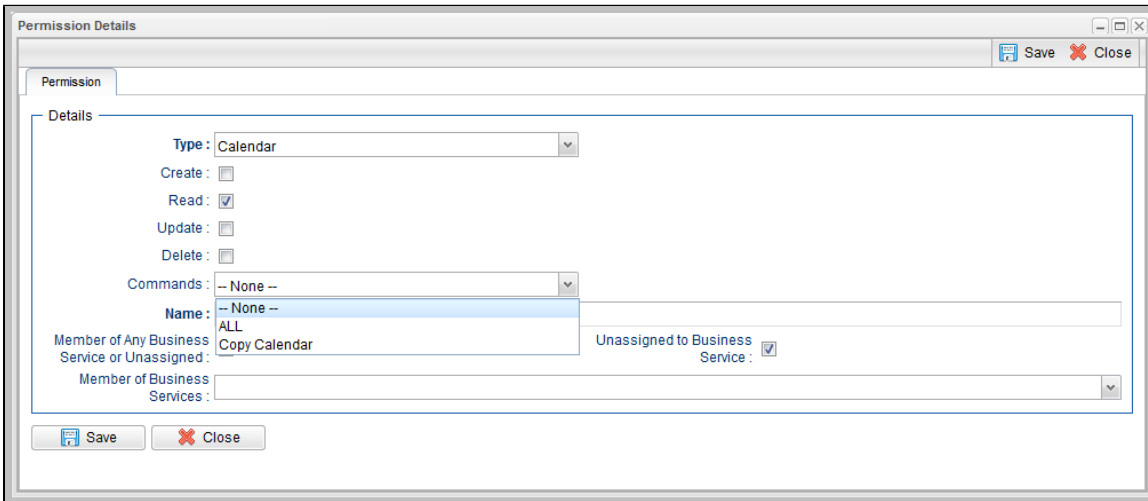 Permission Details
Save Close
Permission
Details
Type : Calendar
Create :
Read :
Update :
Delete :
Commands : -- None --
-- None --
Name :
ALL
Copy Calendar
Member of Any Business
Service or Unassigned :
Unassigned to Business
Service :
Member of Business
Services :
Save Close